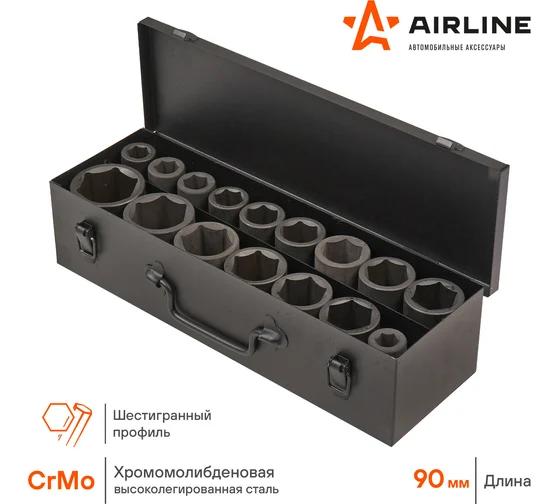 AIRLINE
АВТОМОБИЛЬНЫЕ АКСЕССУАРЫ
Шестигранный
профиль
CrMo
Хромомолибденовая
высоколегированная сталь
90 мм
Длина